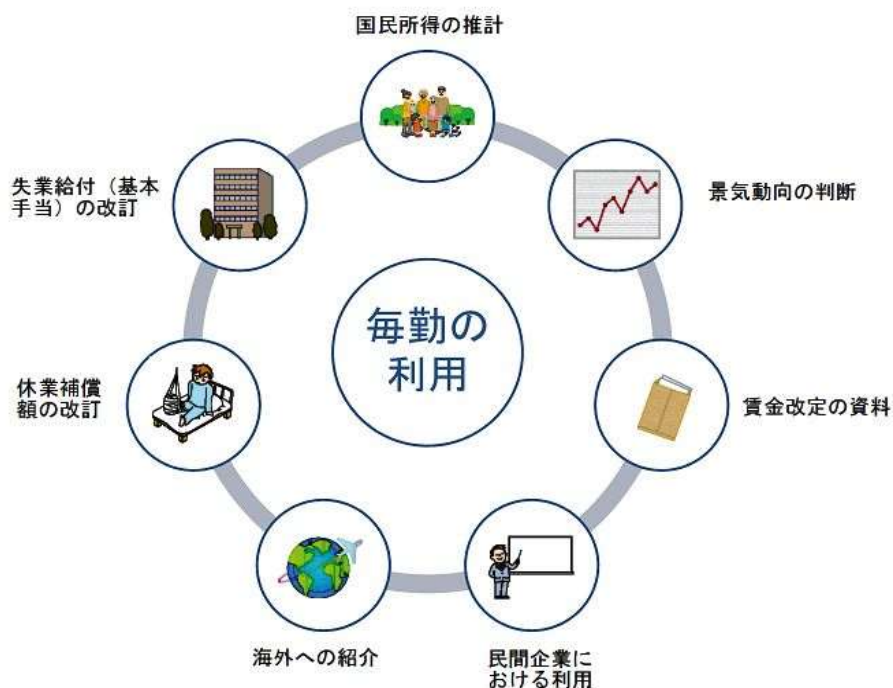 国民所得の推計
景気動向の判断
賃金改定の資料
民間企業に
おける利用
海外への紹介
休業補償
額の改訂
失業給付（基本
手当）の改訂
毎勤の
利用